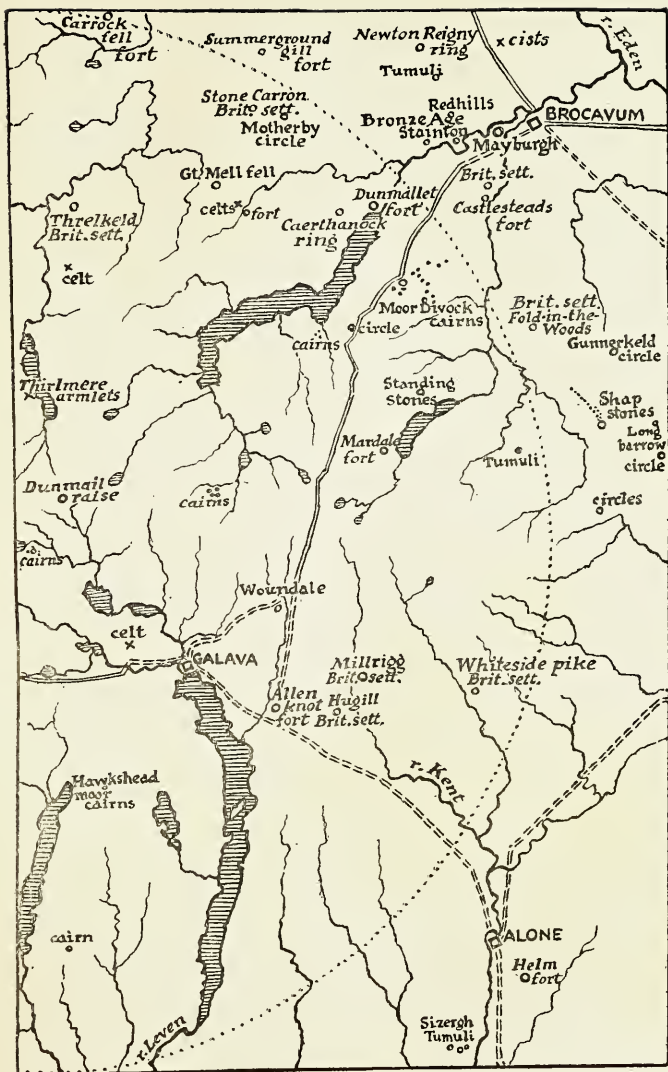 Carrock
fell
fort
Summerground
gill
fort
Newton Reigny
ring
Tumuli
cists
r. Eden
Stone Carron
Brit. sett.
Motherby
circle
Redhills
Bronze Age
Stainton
BROCAVUM
Mayburgh
Gt. Mell fell
Brit. sett.
Threlkeld
Brit. sett.
celts
fort
Dunmallet
fort
Castlesteads
fort
Caerthanock
ring
celt
Moor Divock
cairns
circle
cairns
Brit. sett.
Fold-in-the-
Woods
Gunnerkeld
circle
Thirlmere
armlets
Standing
Stones
Shap
stones
Long
barrow
circle
Mardale
fort
Tumuli
Dunmail
raise
cairns
circles
cairns
Woundale
celt
GALAVA
Millrigg
Brit. sett.
Whiteside pike
Brit. sett.
Allen
knot
fort
Hugill
Brit. sett.
r. Kent
Hawkshead
moor
cairns
cairn
ALONE
Helm
fort
r. Leven
Sizergh
Tumuli